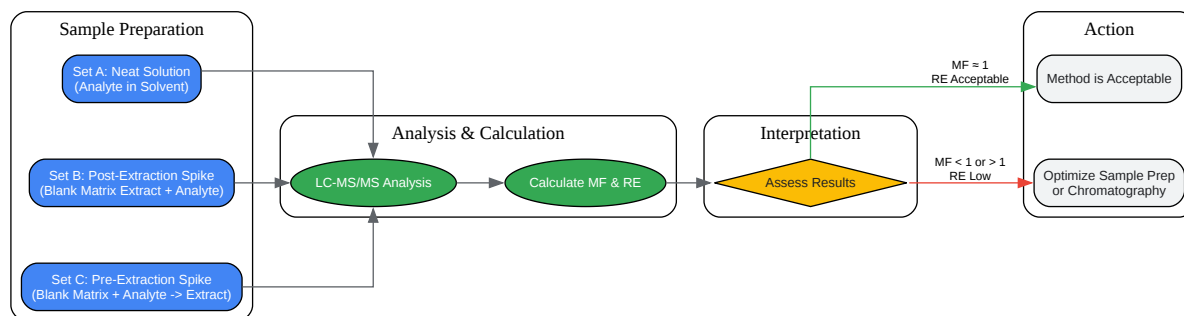 Sample Preparation
Set A: Neat Solution
(Analyte in Solvent)
Set B: Post-Extraction Spike
(Blank Matrix Extract + Analyte)
Set C: Pre-Extraction Spike
(Blank Matrix + Analyte -> Extract)
Analysis & Calculation
LC-MS/MS Analysis
Calculate MF & RE
Interpretation
Assess Results
MF ≈ 1
RE Acceptable
MF < 1 or > 1
RE Low
Action
Method is Acceptable
Optimize Sample Prep
or Chromatography